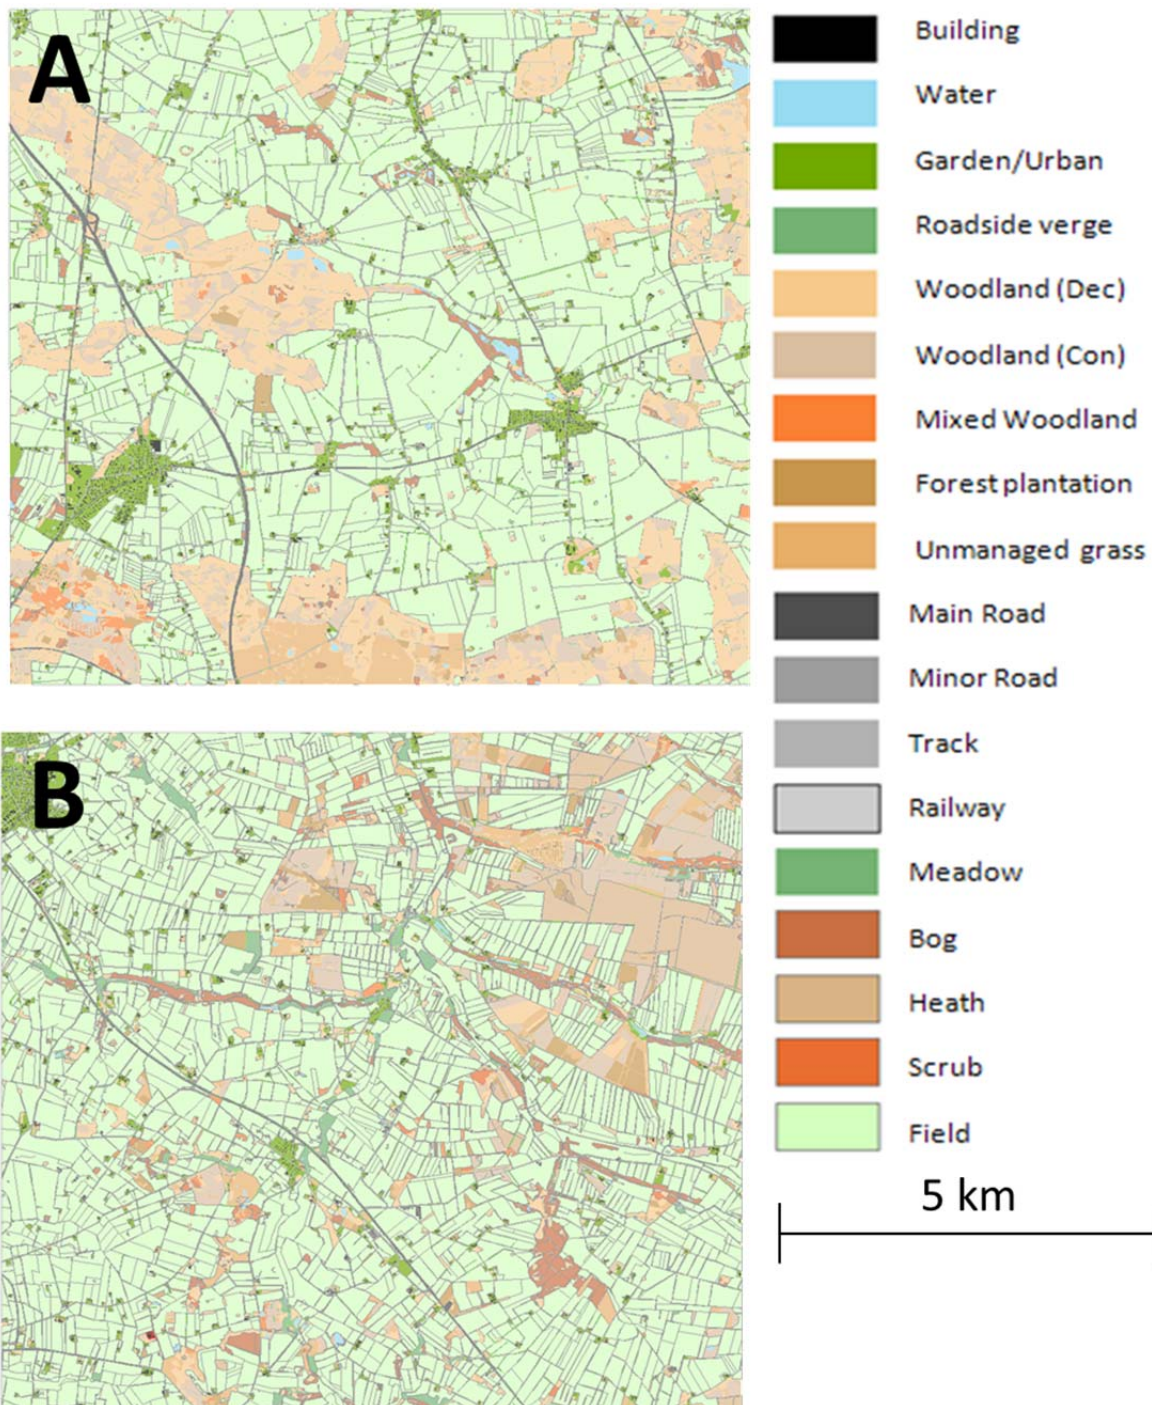 A
B
Building
Water
Garden/Urban
Roadside verge
Woodland (Dec)
Woodland (Con)
Mixed Woodland
Forest plantation
Unmanaged grass
Main Road
Minor Road
Track
Railway
Meadow
Bog
Heath
Scrub
Field
5 km